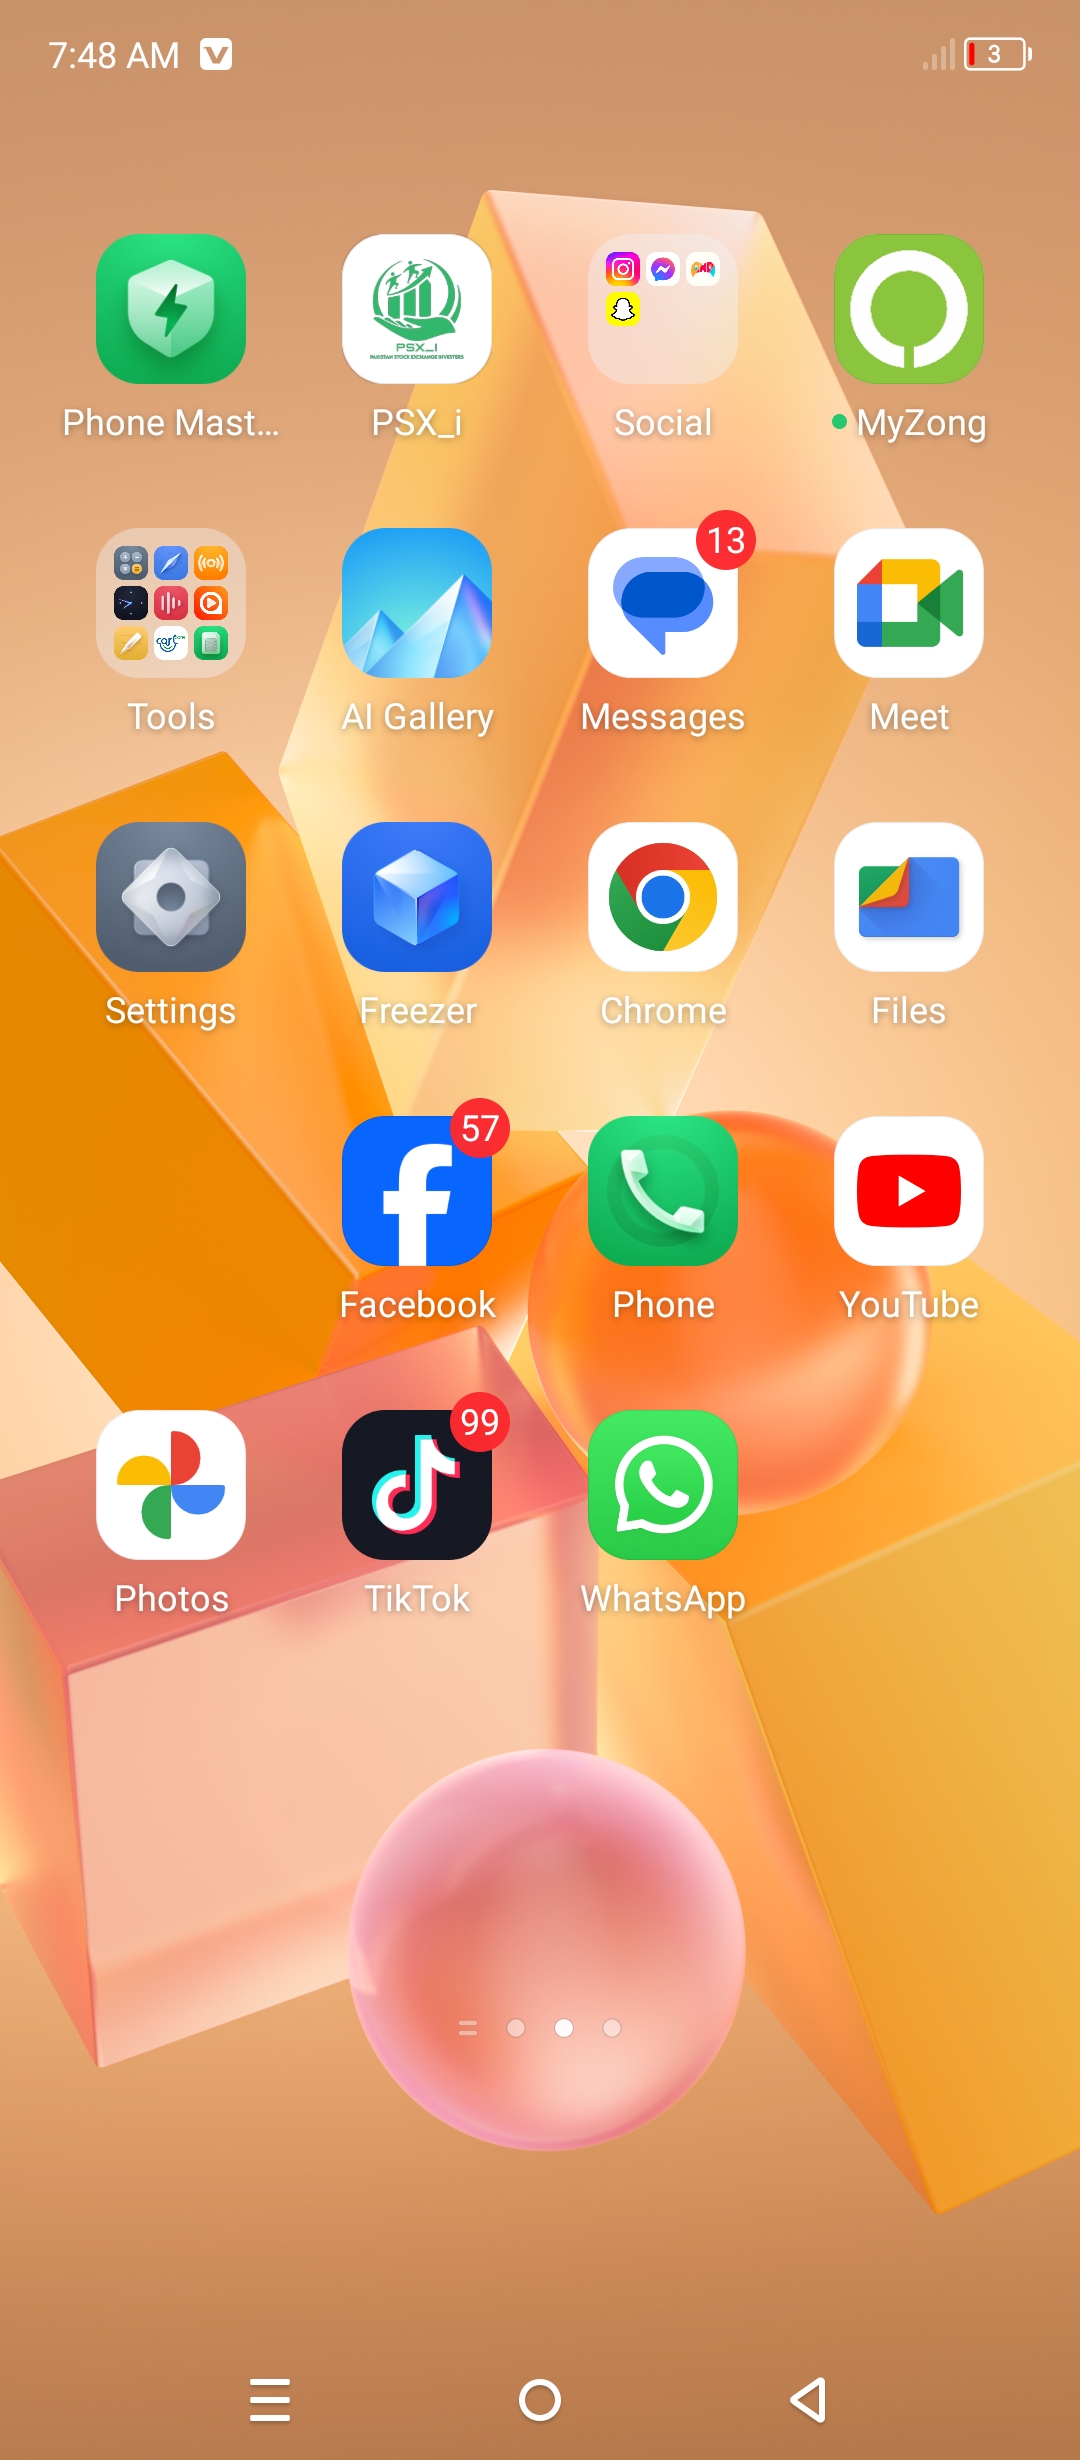 7:48 AM
3
PSX_i
PAKISTAN STOCK EXCHANGE INVESTERS
Phone Mast...
PSX_i
Social
MyZong
13
Tools
AI Gallery
Messages
Meet
Settings
Freezer
Chrome
Files
57
Facebook
Phone
YouTube
99
Photos
TikTok
WhatsApp